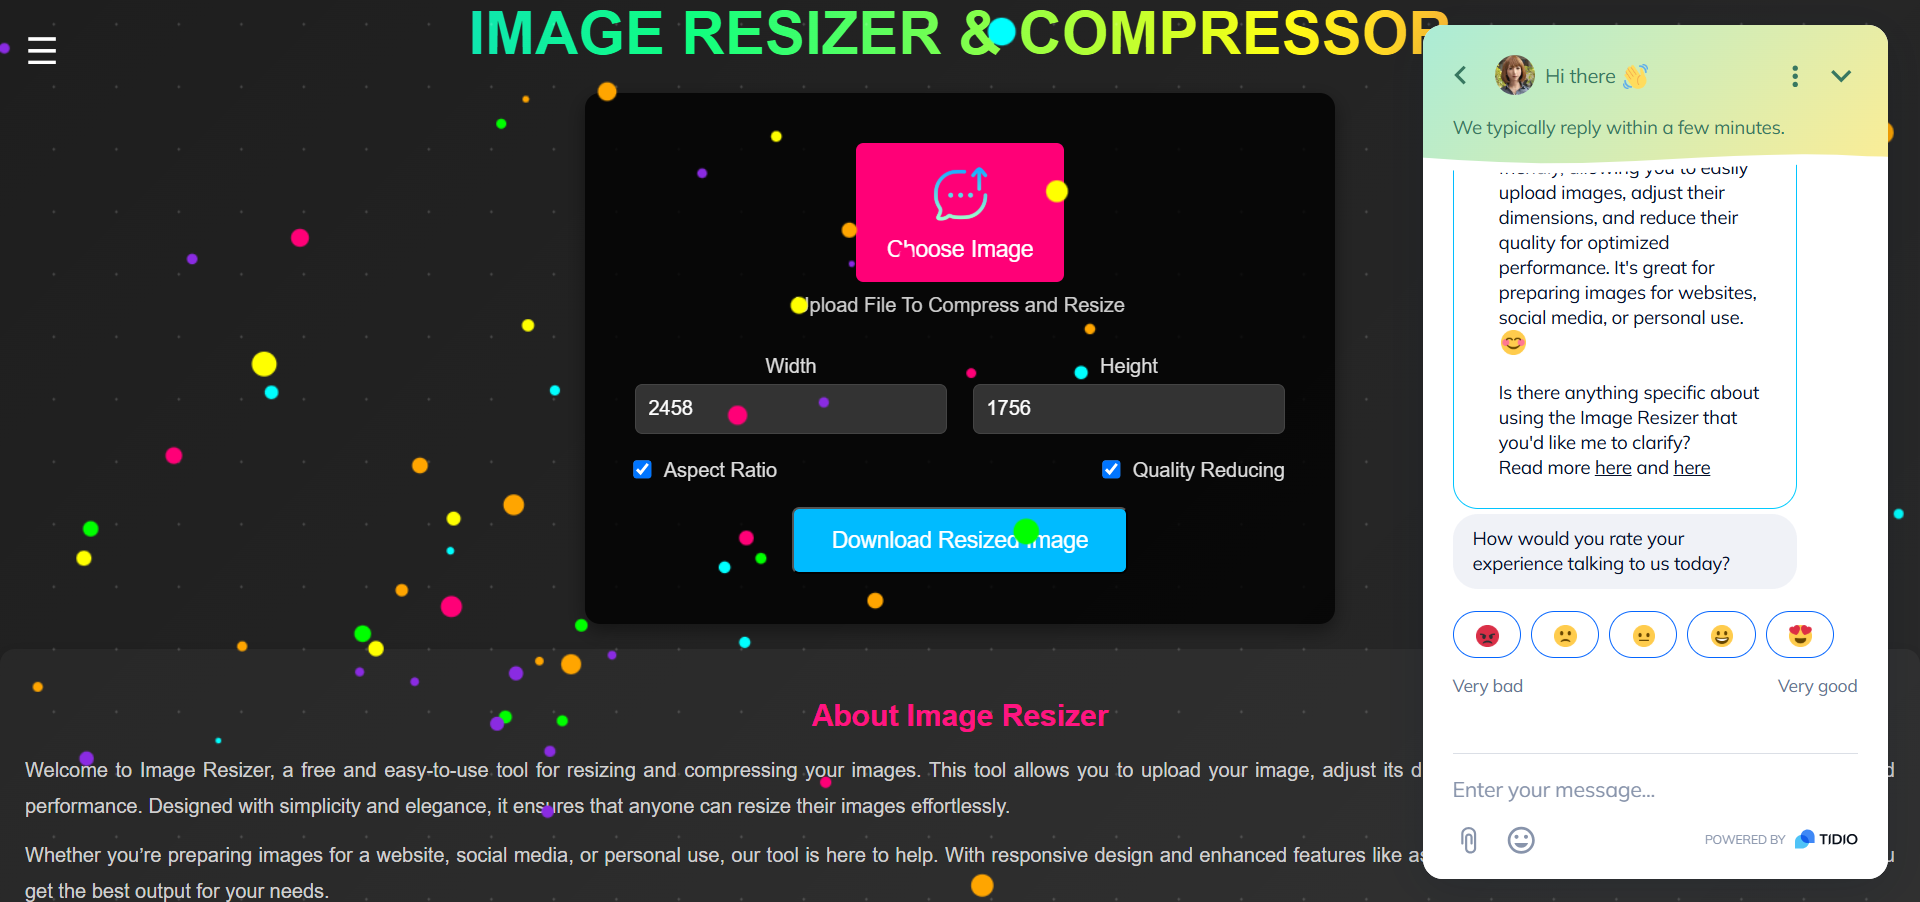 IMAGE RESIZER & COMPRESSOR
Choose Image
Upload File To Compress and Resize
Width
Height
2458
1756
Aspect Ratio
Quality Reducing
Download Resized Image
About Image Resizer
Welcome to Image Resizer, a free and easy-to-use tool for resizing and compressing your images. This tool allows you to upload your image, adjust its
performance. Designed with simplicity and elegance, it ensures that anyone can resize their images effortlessly.
Whether you’re preparing images for a website, social media, or personal use, our tool is here to help. With responsive design and enhanced features like
get the best output for your needs.
Hi there 👋
We typically reply within a few minutes.
friendly, allowing you to easily
upload images, adjust their
dimensions, and reduce their
quality for optimized
performance. It's great for
preparing images for websites,
social media, or personal use.
😊
Is there anything specific about
using the Image Resizer that
you'd like me to clarify?
Read more here and here
How would you rate your
experience talking to us today?
Very bad
Very good
Enter your message...
POWERED BY TIDIO